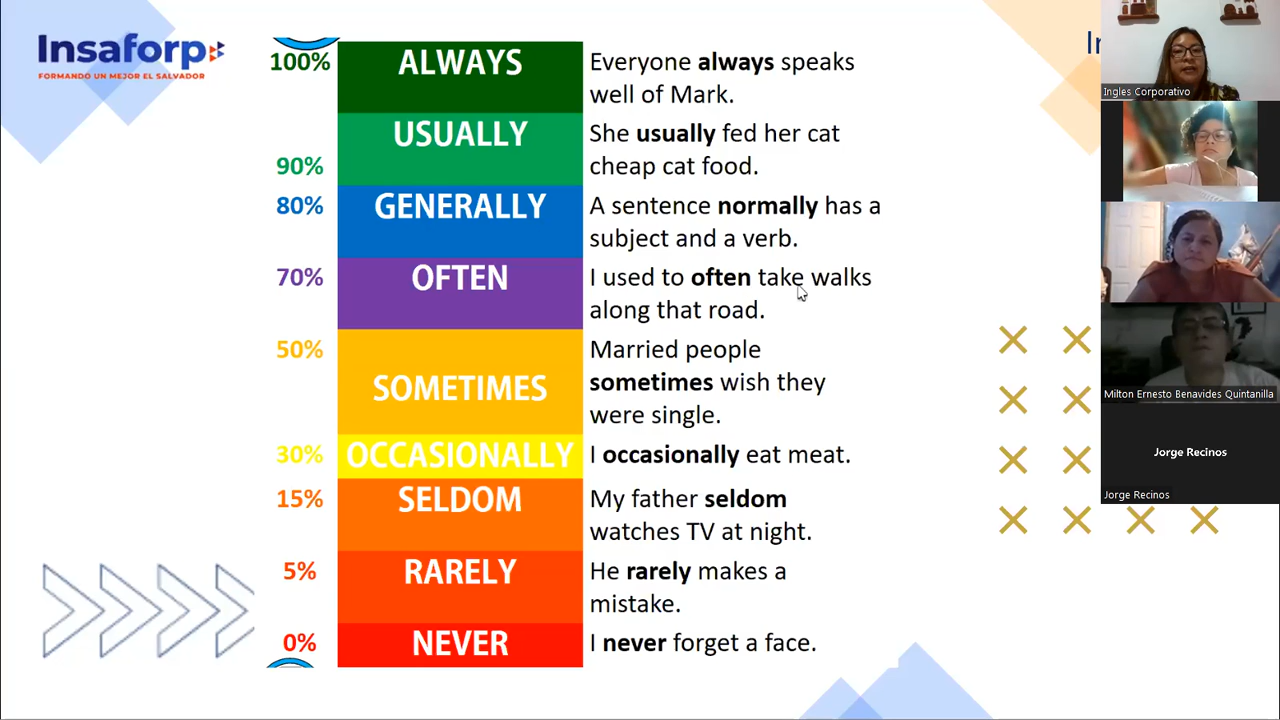 Insaforp
FORMANDO UN MEJOR EL SALVADOR
100% ALWAYS Everyone always speaks
well of Mark.
USUALLY She usually fed her cat
90% cheap cat food.
80% GENERALLY A sentence normally has a
subject and a verb.
70% OFTEN I used to often take walks
along that road.
50% Married people
SOMETIMES sometimes wish they
were single.
30% OCCASIONALLY I occasionally eat meat.
15% SELDOM My father seldom
watches TV at night.
5% RARELY He rarely makes a
mistake.
0% NEVER I never forget a face.
Ingles Corporativo
Milton Ernesto Benavides Quintanilla
Jorge Recinos
Jorge Recinos